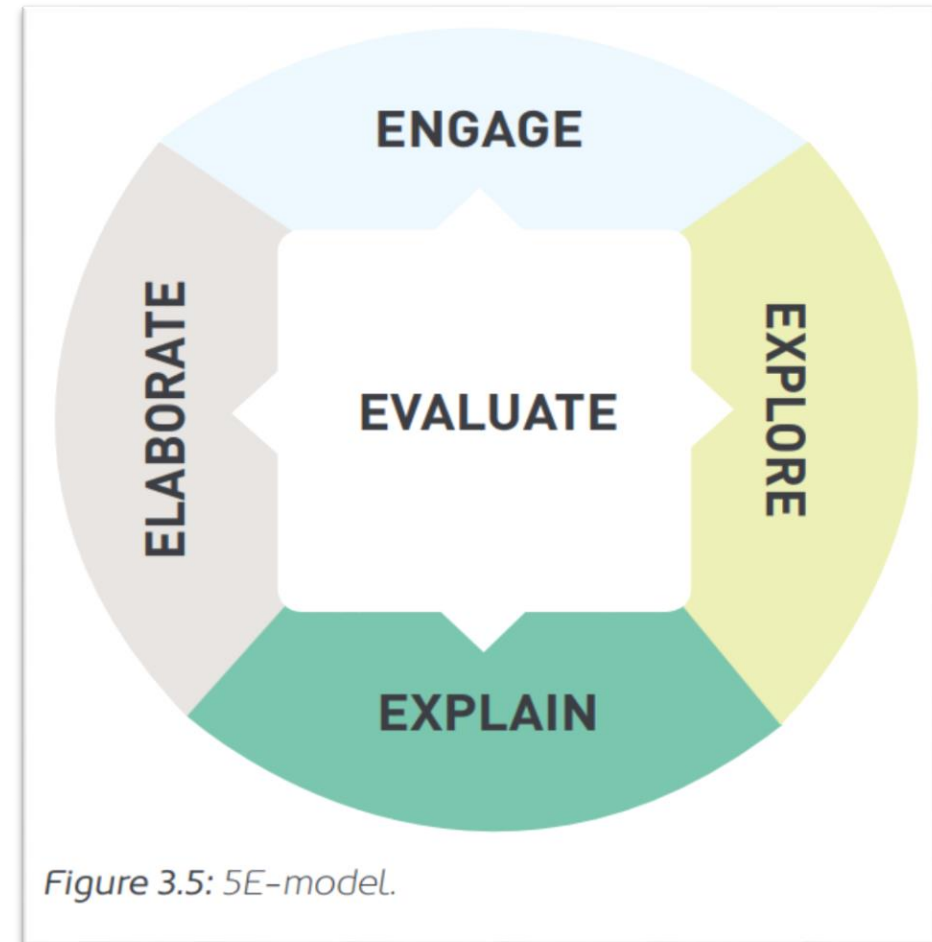 ENGAGE
EXPLORE
EVALUATE
ELABORATE
EXPLAIN
Figure 3.5: 5E-model.